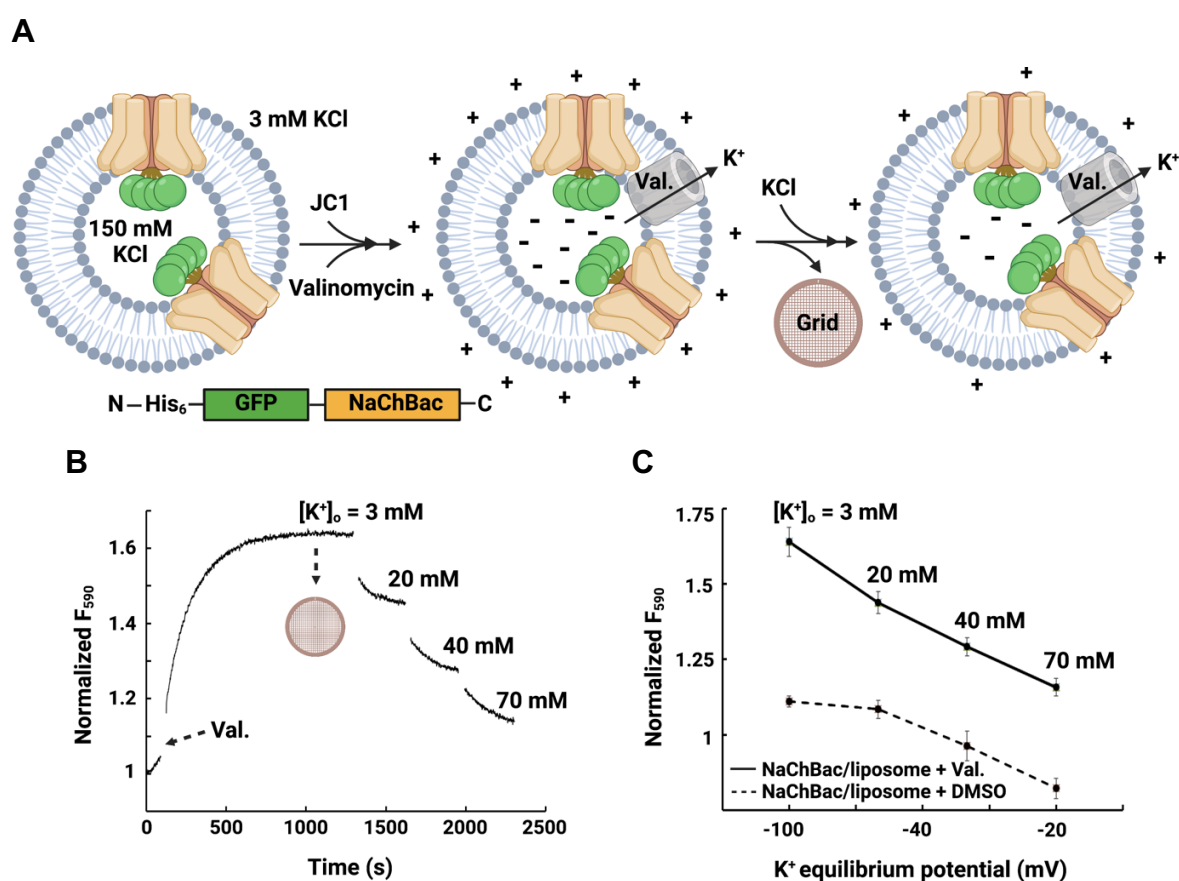 A
3 mM KCl
150 mM
KCl
JC1
Valinomycin
Val.
K⁺
KCl
Grid
Val.
K⁺
+ + + + + + + + + + + + + + +
- - - - - - - - -
+ + + + + + + +
- - - -
N – His₆ GFP NaChBac C
B
[K⁺]ₒ = 3 mM
20 mM
40 mM
70 mM
Val.
Normalized F₅₉₀
1.6
1.4
1.2
1
0 500 1000 1500 2000 2500
Time (s)
C
[K⁺]ₒ = 3 mM
20 mM
40 mM
70 mM
Normalized F₅₉₀
1.75
1.5
1.25
1
NaChBac/liposome + Val.
NaChBac/liposome + DMSO
-100 -40 -20
K⁺ equilibrium potential (mV)